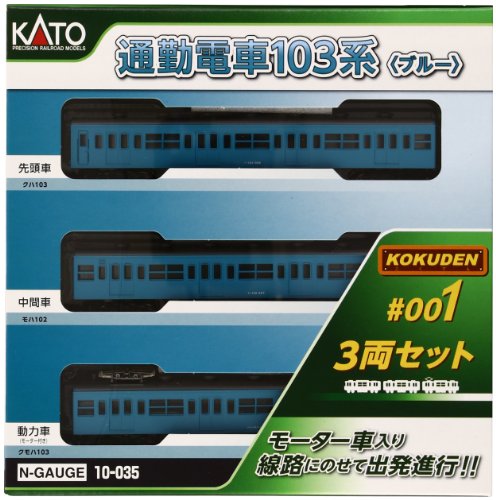 KATO
PRECISION RAILROAD MODELS
通勤電車103系〈ブルー〉
先頭車
クハ103
中間車
モハ102
動力車
(モーター付き)
クモハ103
KOKUDEN
#001
3両セット
モーター車入り
線路にのせて出発進行!!
N-GAUGE 10-035